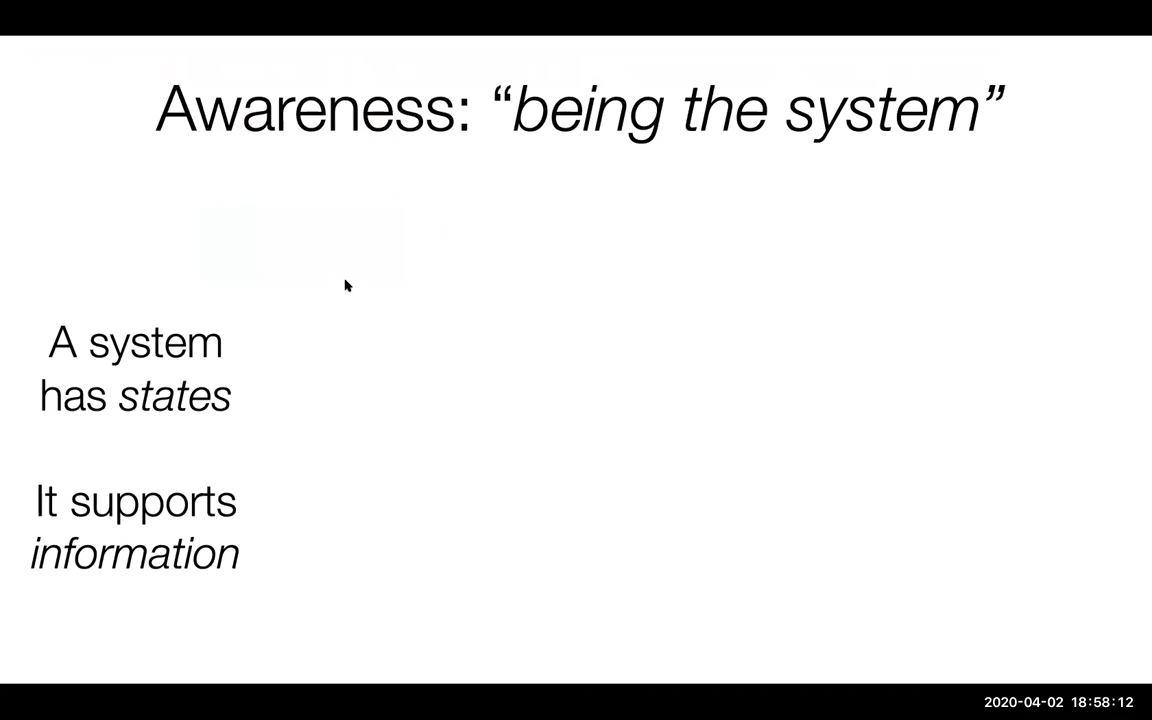 Awareness: “being the system”
A system
has states
It supports
information
2020-04-02 18:58:12